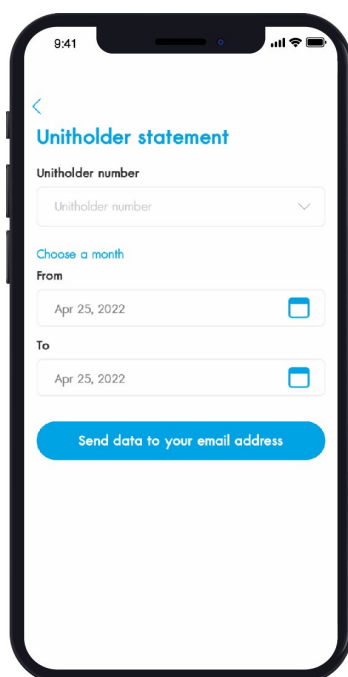 9:41
Unitholder statement
Unitholder number
Unitholder number
Choose a month
From
Apr 25, 2022
To
Apr 25, 2022
Send data to your email address